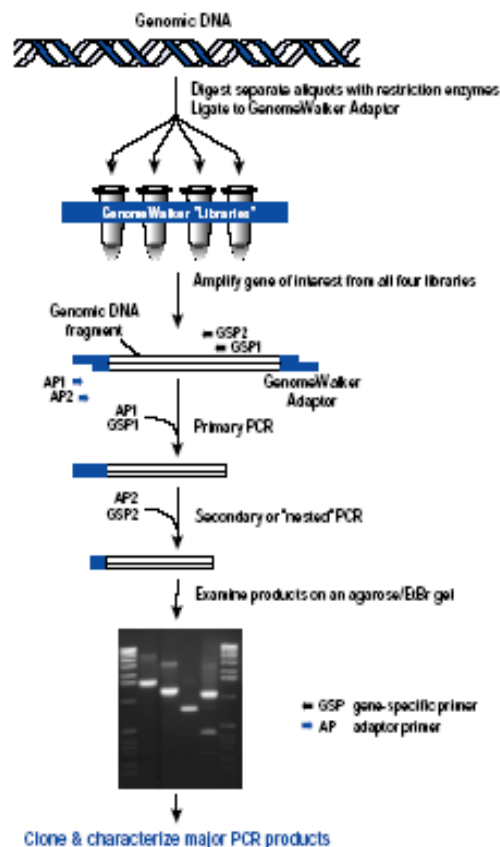 Genomic DNA
Digest separate aliquots with restriction enzymes
Ligate to GenomeWalker Adaptor
GenomeWalker "Libraries"
Amplify gene of interest from all four libraries
Genomic DNA
fragment
GSP2
GSP1
GenomeWalker
Adaptor
AP1
AP2
AP1
GSP1
Primary PCR
AP2
GSP2
Secondary or "nested" PCR
Examine products on an agarose/EtBr gel
GSP gene-specific primer
AP adaptor primer
Clone & characterize major PCR products